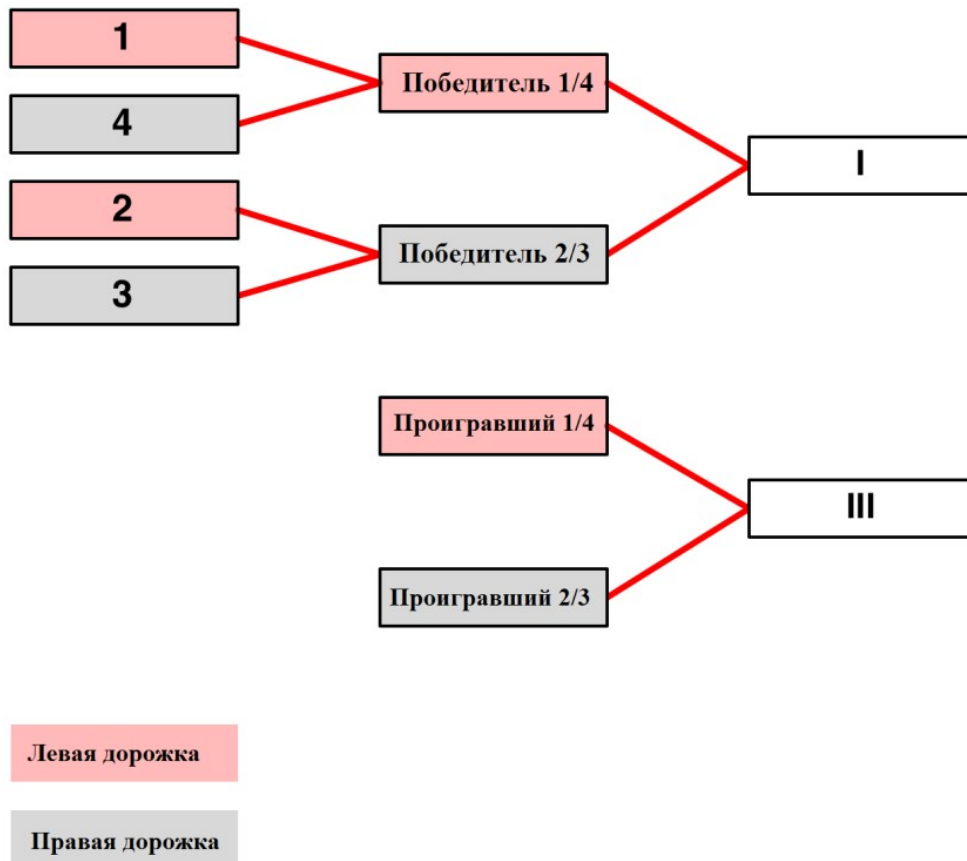 1
4
2
3
Победитель 1/4
Победитель 2/3
I
Проигравший 1/4
Проигравший 2/3
III
Левая дорожка
Правая дорожка